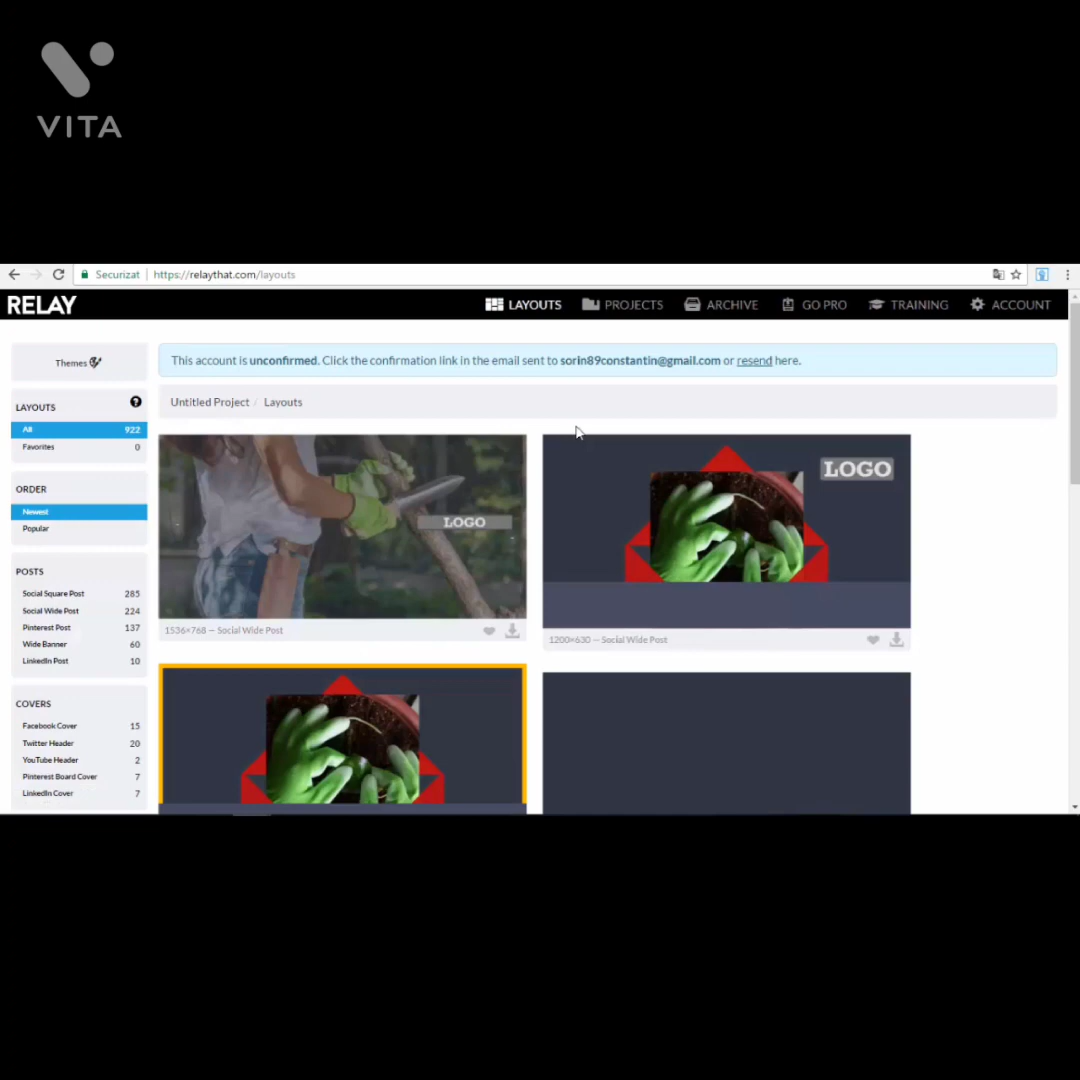 VITA
Securizat https://relaythat.com/layouts
RELAY LAYOUTS PROJECTS ARCHIVE GO PRO TRAINING ACCOUNT
Themes
This account is unconfirmed. Click the confirmation link in the email sent to sorin89constantin@gmail.com or resend here.
LAYOUTS ?
All 922
Favorites 0
Untitled Project / Layouts
ORDER
Newest
Popular
POSTS
Social Square Post 285
Social Wide Post 224
Pinterest Post 137
Wide Banner 60
LinkedIn Post 10
COVERS
Facebook Cover 15
Twitter Header 20
YouTube Header 2
Pinterest Board Cover 7
LinkedIn Cover 7
LOGO
1536×768 — Social Wide Post
LOGO
1200×630 — Social Wide Post